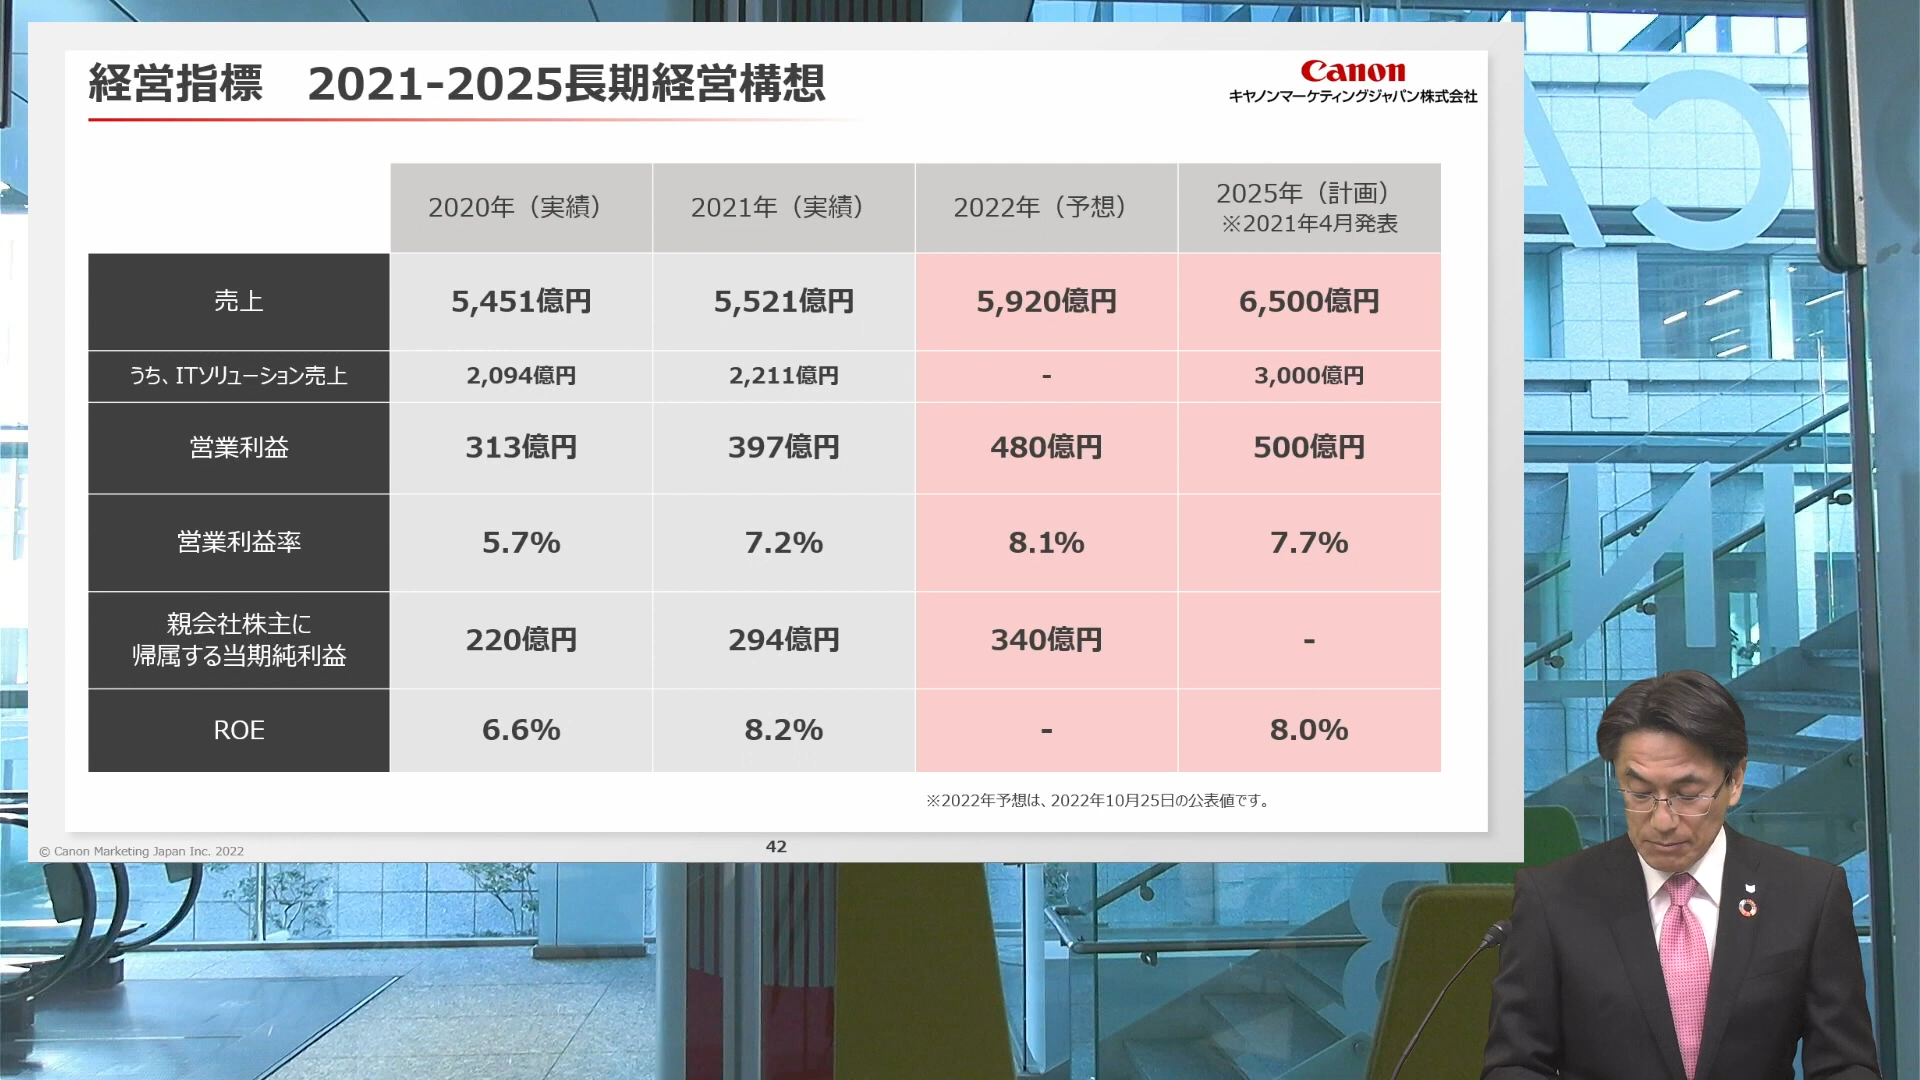 経営指標　2021-2025長期経営構想
Canon
キヤノンマーケティングジャパン株式会社
2020年（実績）
2021年（実績）
2022年（予想）
2025年（計画）
※2021年4月発表
売上
5,451億円
5,521億円
5,920億円
6,500億円
うち、ITソリューション売上
2,094億円
2,211億円
-
3,000億円
営業利益
313億円
397億円
480億円
500億円
営業利益率
5.7%
7.2%
8.1%
7.7%
親会社株主に
帰属する当期純利益
220億円
294億円
340億円
-
ROE
6.6%
8.2%
-
8.0%
※2022年予想は、2022年10月25日の公表値です。
© Canon Marketing Japan Inc. 2022
42